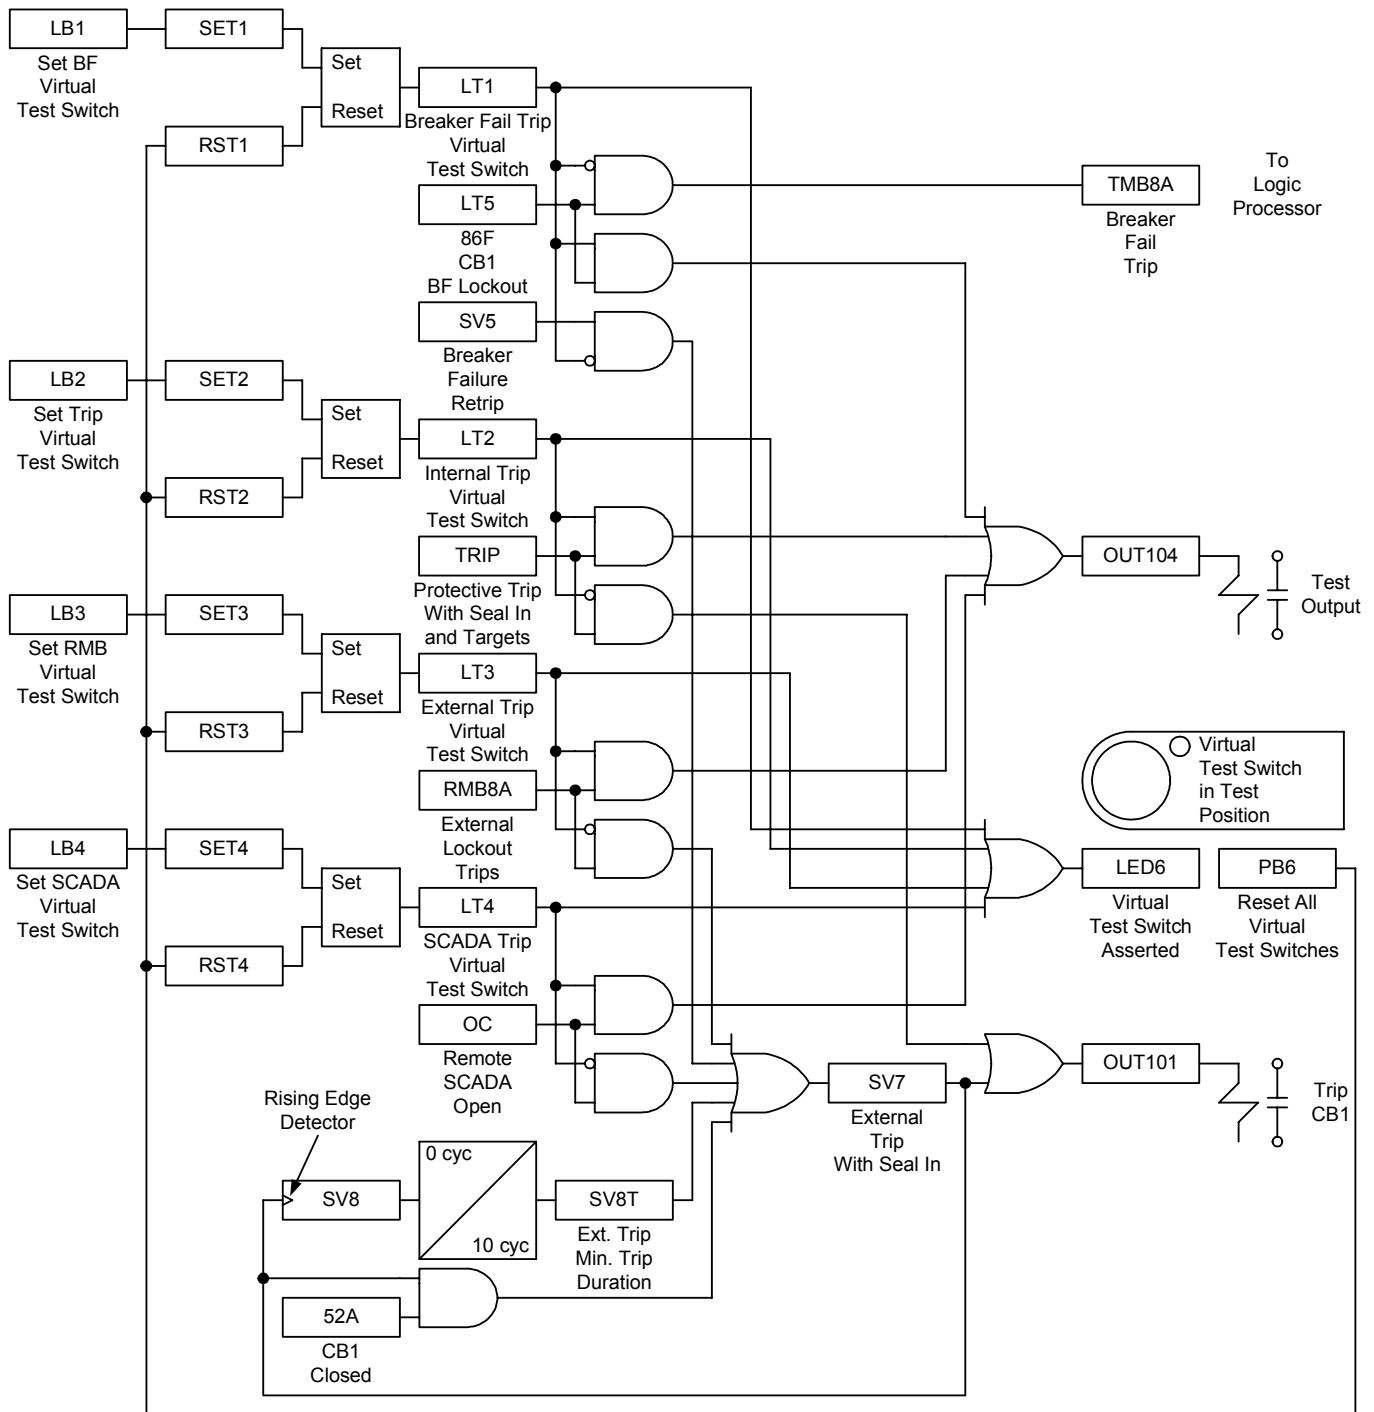 LB1
SET1
Set BF
Virtual
Test Switch
Set
Reset
LT1
RST1
Breaker Fail Trip
Virtual
Test Switch
To
Logic
Processor
TMB8A
Breaker
Fail
Trip
LT5
86F
CB1
BF Lockout
SV5
Breaker
Failure
Retrip
LB2
SET2
Set Trip
Virtual
Test Switch
Set
Reset
LT2
RST2
Internal Trip
Virtual
Test Switch
TRIP
Protective Trip
With Seal In
and Targets
OUT104
Test
Output
LB3
SET3
Set RMB
Virtual
Test Switch
Set
Reset
LT3
RST3
External Trip
Virtual
Test Switch
RMB8A
External
Lockout
Trips
Virtual
Test Switch
in Test
Position
LB4
SET4
Set SCADA
Virtual
Test Switch
Set
Reset
LT4
RST4
SCADA Trip
Virtual
Test Switch
LED6
Virtual
Test Switch
Asserted
PB6
Reset All
Virtual
Test Switches
OC
Remote
SCADA
Open
SV7
External
Trip
With Seal In
OUT101
Trip
CB1
Rising Edge
Detector
SV8
0 cyc
10 cyc
SV8T
Ext. Trip
Min. Trip
Duration
52A
CB1
Closed